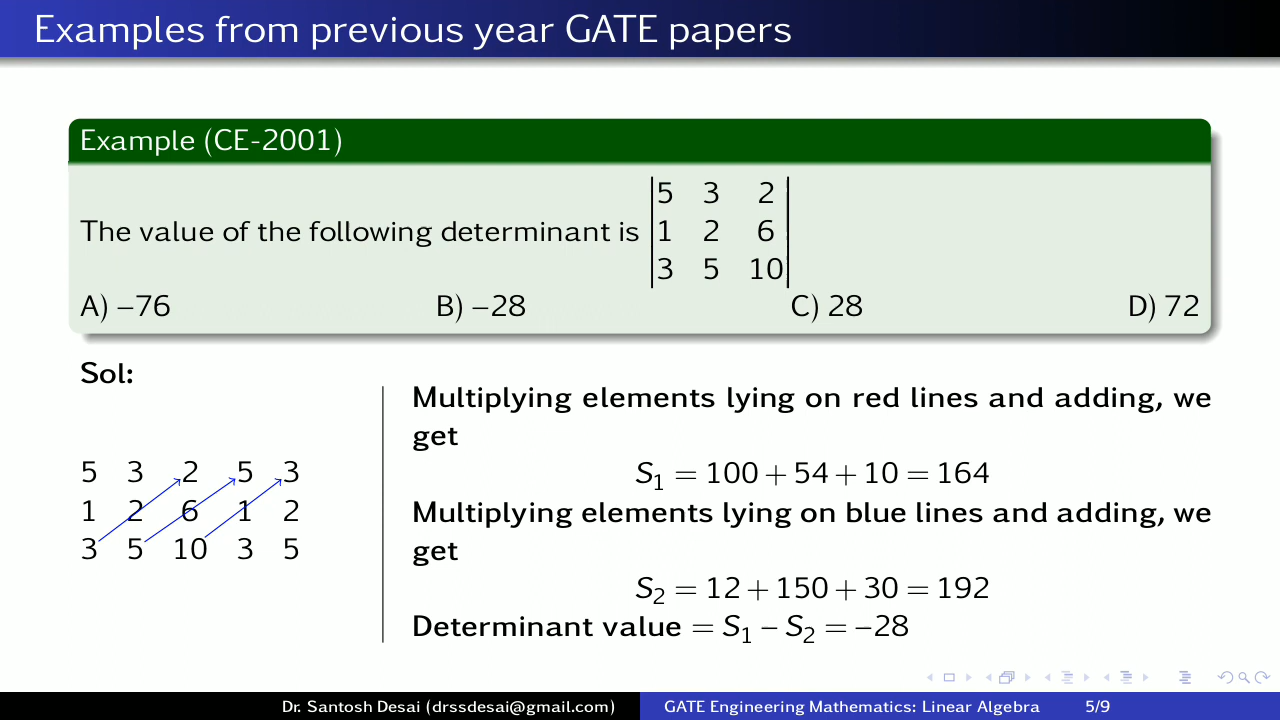 Examples from previous year GATE papers
Example (CE-2001)
The value of the following determinant is
|5 3 2|
|1 2 6|
|3 5 10|
A) –76 B) –28 C) 28 D) 72
Sol:
5 3 2 5 3
1 2 6 1 2
3 5 10 3 5
Multiplying elements lying on red lines and adding, we
get
S₁ = 100 + 54 + 10 = 164
Multiplying elements lying on blue lines and adding, we
get
S₂ = 12 + 150 + 30 = 192
Determinant value = S₁ – S₂ = –28
Dr. Santosh Desai (drssdesai@gmail.com) GATE Engineering Mathematics: Linear Algebra 5/9